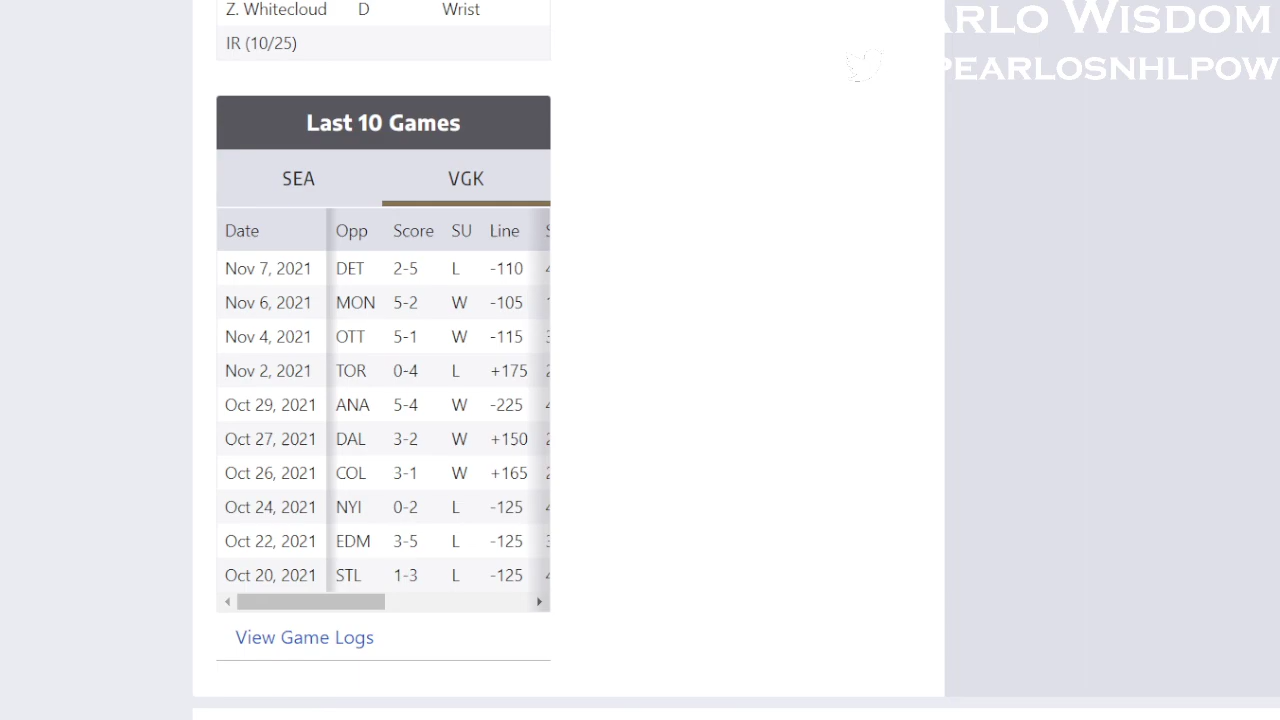 Z. Whitecloud D Wrist
IR (10/25)
ARLO WISDOM
PEARLOSNHLPOW
Last 10 Games
SEA VGK
Date Opp Score SU Line
Nov 7, 2021 DET 2-5 L -110
Nov 6, 2021 MON 5-2 W -105
Nov 4, 2021 OTT 5-1 W -115
Nov 2, 2021 TOR 0-4 L +175
Oct 29, 2021 ANA 5-4 W -225
Oct 27, 2021 DAL 3-2 W +150
Oct 26, 2021 COL 3-1 W +165
Oct 24, 2021 NYI 0-2 L -125
Oct 22, 2021 EDM 3-5 L -125
Oct 20, 2021 STL 1-3 L -125
View Game Logs